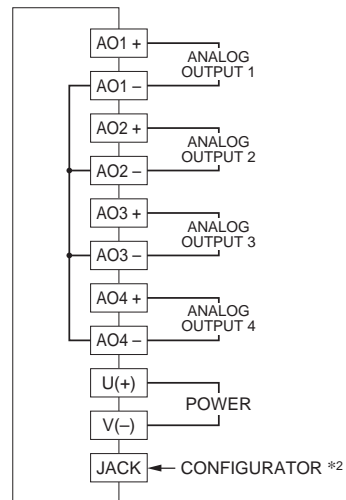 AO1 +
ANALOG
OUTPUT 1
AO1 –
AO2 +
ANALOG
OUTPUT 2
AO2 –
AO3 +
ANALOG
OUTPUT 3
AO3 –
AO4 +
ANALOG
OUTPUT 4
AO4 –
U(+)
POWER
V(–)
JACK CONFIGURATOR *2